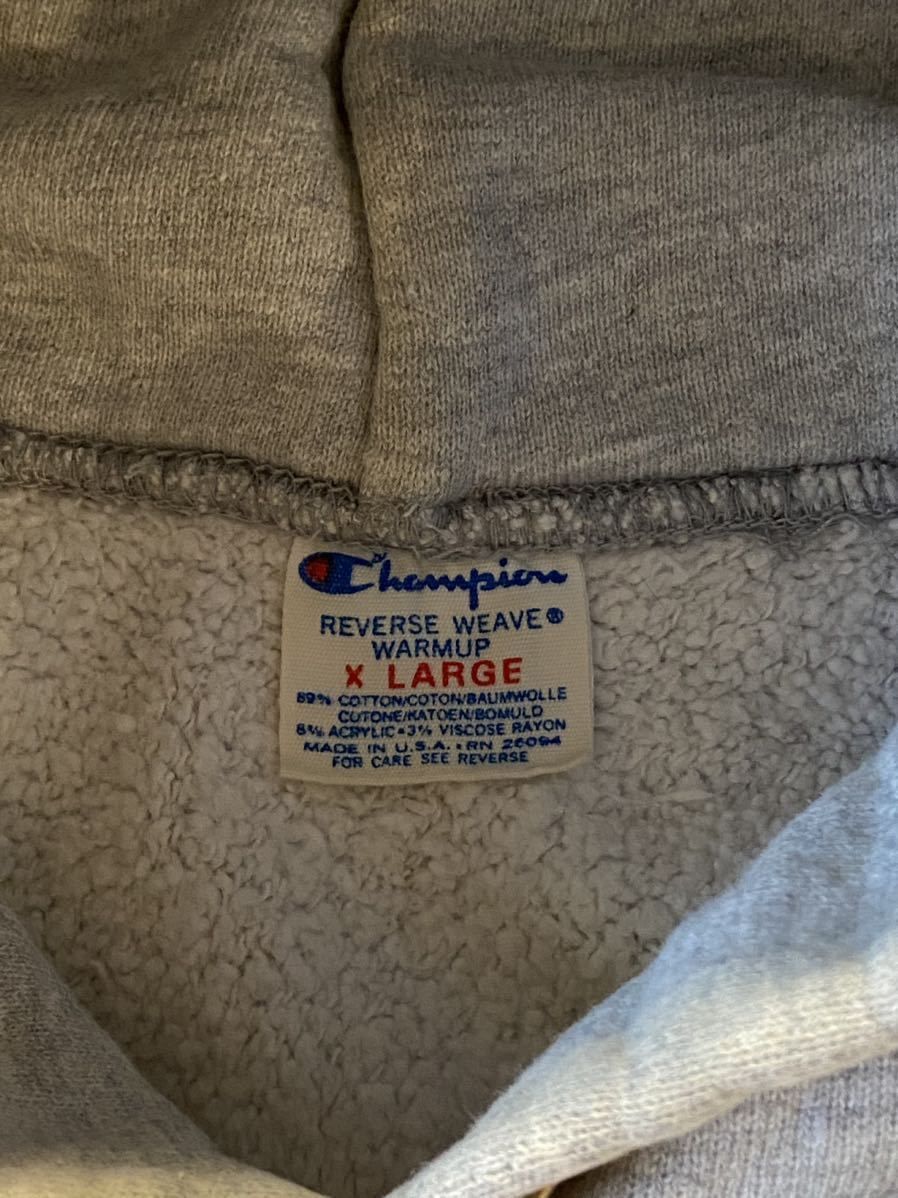 Champion
REVERSE WEAVE®
WARMUP
X LARGE
89% COTTON/COTON/BAUMWOLLE
CUTONE/KATOEN/BOMULD
8% ACRYLIC•3% VISCOSE RAYON
MADE IN U.S.A. • RN 26094
FOR CARE SEE REVERSE